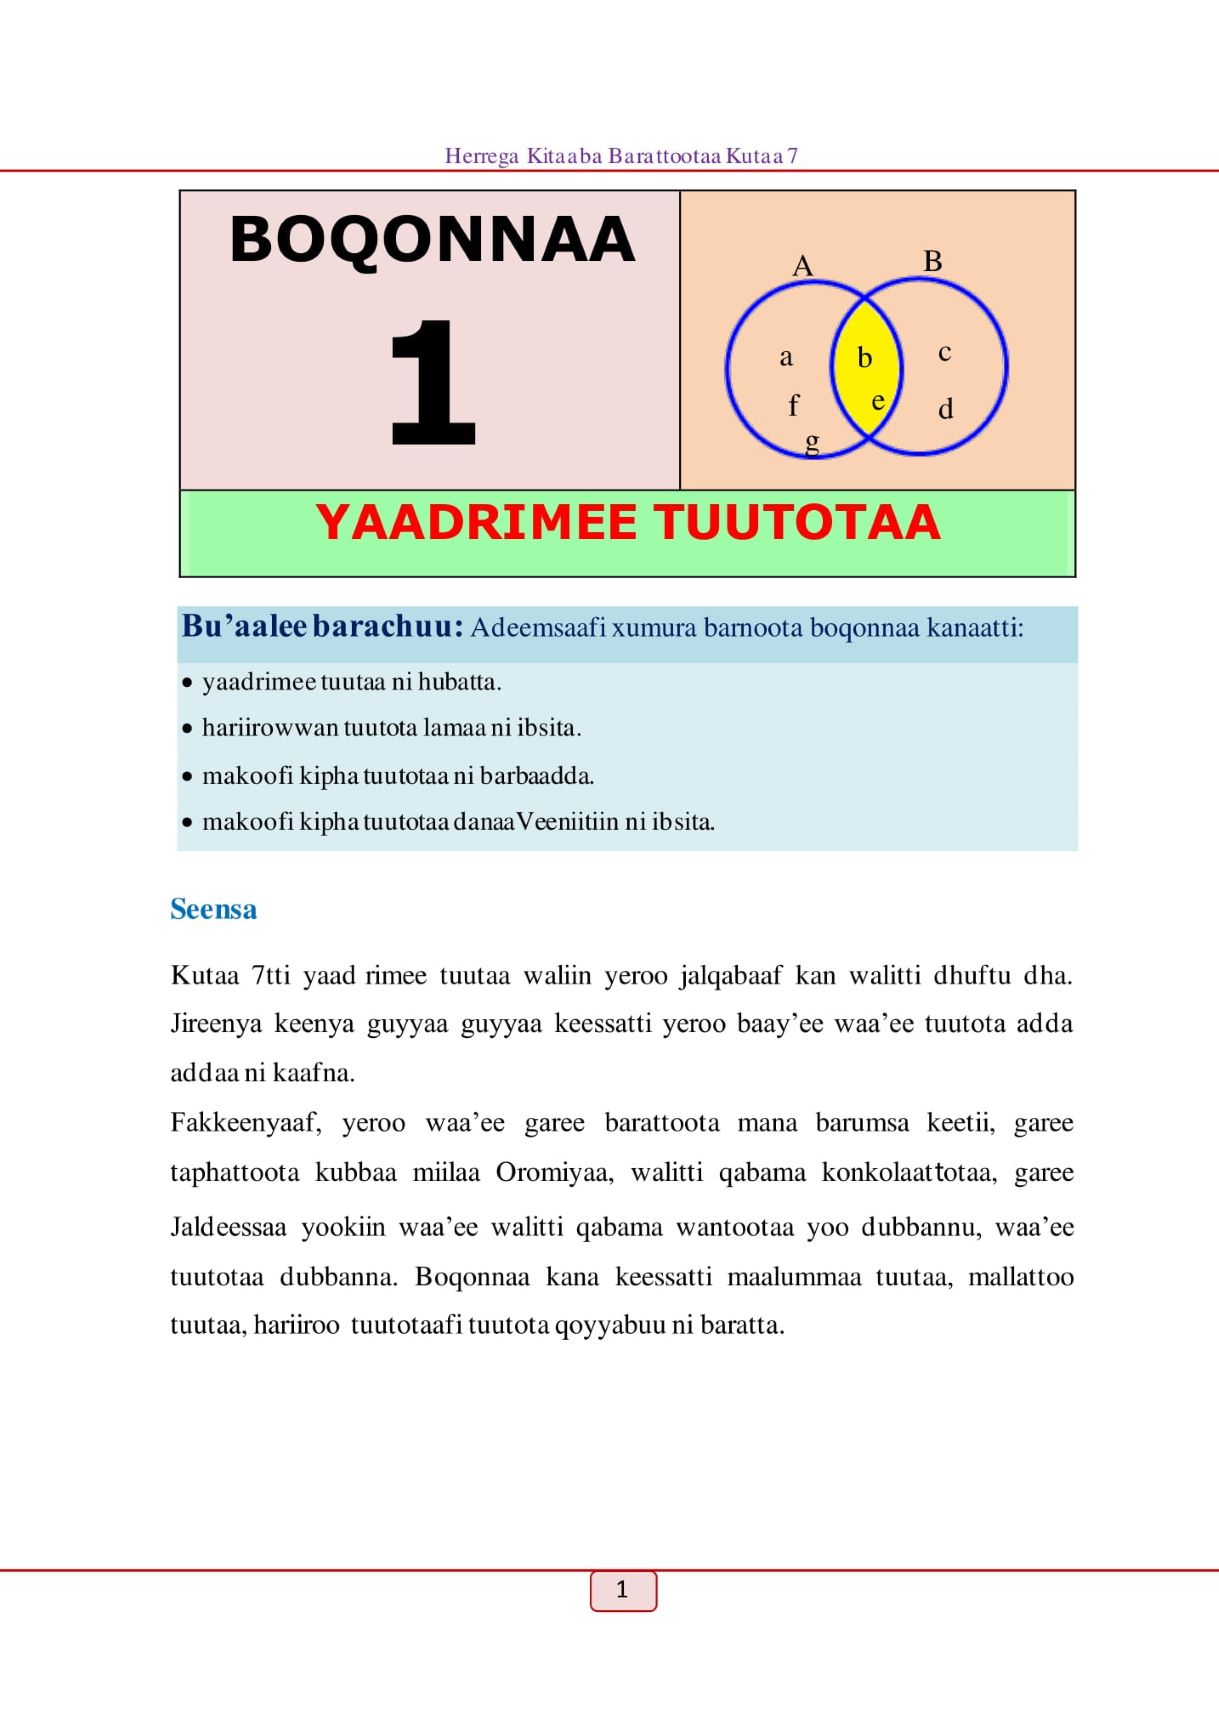 Herrega Kitaaba Barattootaa Kutaa 7
BOQONNAA
1
A B
a b c
f e d
g
YAADRIMEE TUUTOTAA
Bu’aalee barachuu: Adeemsaafi xumura barnoota boqonnaa kanaatti:
• yaadrimee tuutaa ni hubatta.
• hariirowwan tuutota lamaa ni ibsita.
• makoofi kipha tuutotaa ni barbaadda.
• makoofi kipha tuutotaa danaa Veeniitiin ni ibsita.
Seensa
Kutaa 7tti yaad rimee tuutaa waliin yeroo jalqabaaf kan walitti dhuftu dha.
Jireenya keenya guyyaa guyyaa keessatti yeroo baay’ee waa’ee tuutota adda
addaa ni kaafna.
Fakkeenyaaf, yeroo waa’ee garee barattoota mana barumsa keetii, garee
taphattoota kubbaa miilaa Oromiyaa, walitti qabama konkolaattotaa, garee
Jaldeessaa yookiin waa’ee walitti qabama wantootaa yoo dubbannu, waa’ee
tuutotaa dubbanna. Boqonnaa kana keessatti maalummaa tuutaa, mallattoo
tuutaa, hariiroo tuutotaafi tuutota qoyyabuu ni baratta.
1